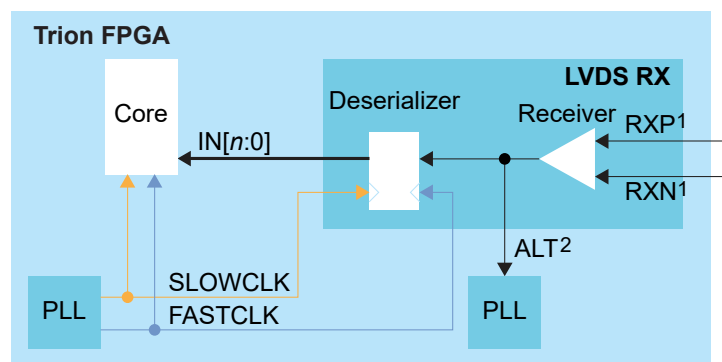 Trion FPGA
LVDS RX
Deserializer
Core
Receiver
RXP1
IN[n:0]
RXN1
ALT2
SLOWCLK
PLL
PLL
FASTCLK